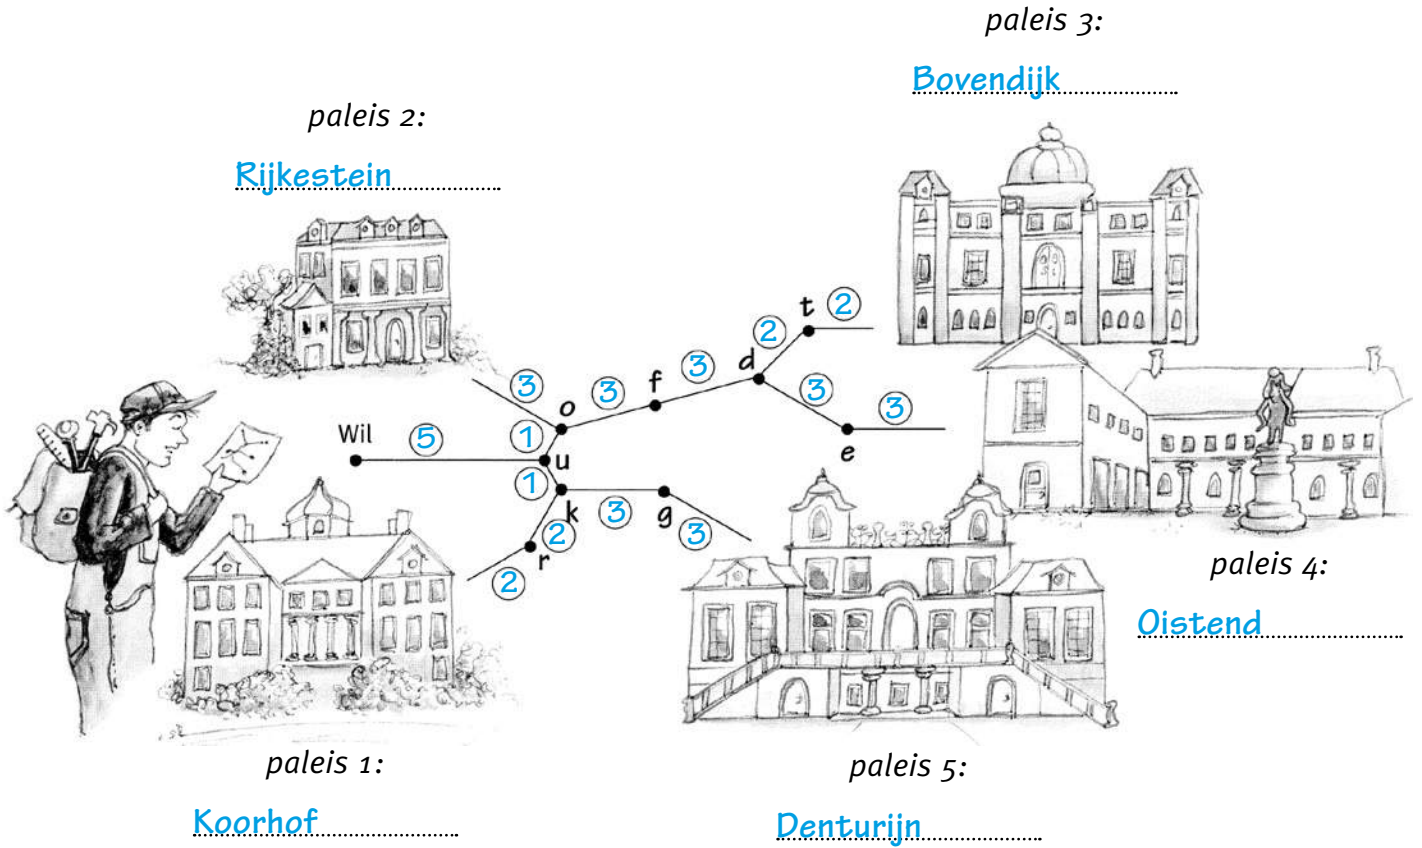 paleis 3:
Bovendijk
paleis 2:
Rijkestein
t 2
2
d
3
f
3
3
3
o
3
3
Wil
5
1
u
e
1
k
3
g
2
3
r
2
paleis 4:
Oistend
paleis 1:
Koorhof
paleis 5:
Denturijn